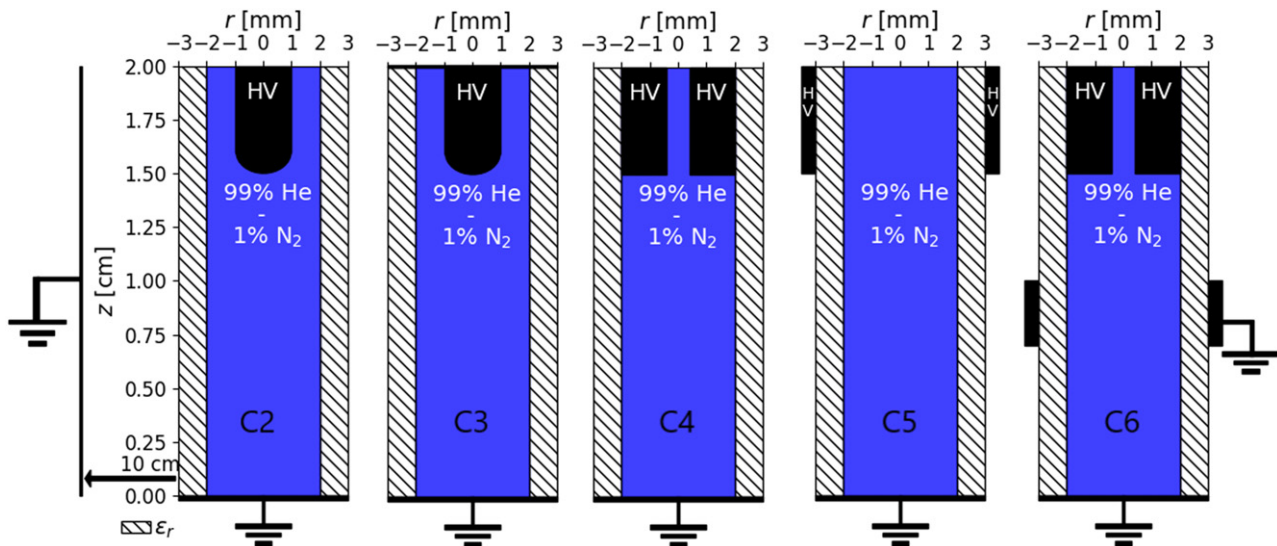 r [mm] r [mm] r [mm] r [mm] r [mm]
−3 −2 −1 0 1 2 3 −3 −2 −1 0 1 2 3 −3 −2 −1 0 1 2 3 −3 −2 −1 0 1 2 3 −3 −2 −1 0 1 2 3
2.00
HV HV HV HV H V H V HV HV
1.75
1.50
99% He 99% He 99% He 99% He 99% He
- - - - -
1% N₂ 1% N₂ 1% N₂ 1% N₂ 1% N₂
1.25
1.00
z [cm]
0.75
0.50
C2 C3 C4 C5 C6
0.25
10 cm
0.00
εᵣ